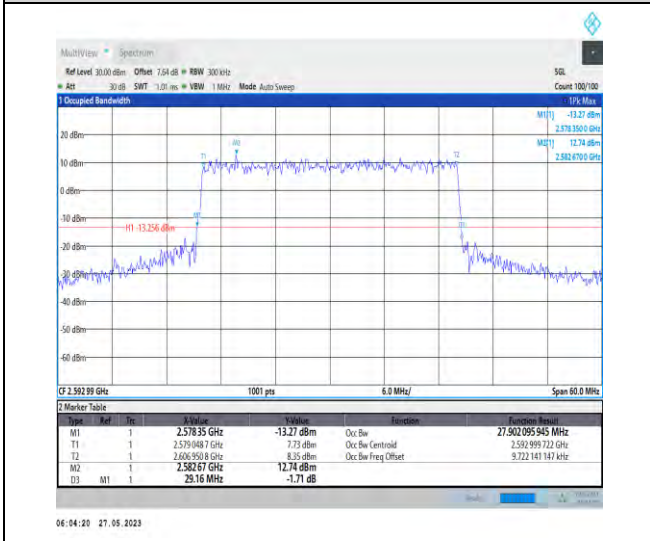 MultiView Spectrum
Ref Level 30.00 dBm Offset 7.64 dB RBW 300 kHz SGL
Att 30 dB SWT 1.01 ms VBW 1 MHz Mode Auto Sweep Count 100/100
1 Occupied Bandwidth 1Pk Max
M1[1] -13.27 dBm
2.578 3500 GHz
M2[1] 12.74 dBm
2.582 6700 GHz
20 dBm
M2
T1 T2
10 dBm
0 dBm
-10 dBm
M1
D3
H1 -13.256 dBm
-20 dBm
-30 dBm
-40 dBm
-50 dBm
-60 dBm
CF 2.592 99 GHz 1001 pts 6.0 MHz/ Span 60.0 MHz
2 Marker Table
Type Ref Trc X-Value Y-Value Function Function Result
M1 1 2.578 35 GHz -13.27 dBm Occ Bw 27.902 095 945 MHz
T1 1 2.579 048 7 GHz 7.73 dBm Occ Bw Centroid 2.592 999 722 GHz
T2 1 2.606 950 8 GHz 8.35 dBm Occ Bw Freq Offset 9.722 141 147 kHz
M2 1 2.582 67 GHz 12.74 dBm
D3 M1 1 29.16 MHz -1.71 dB
06:04:20 27.05.2023